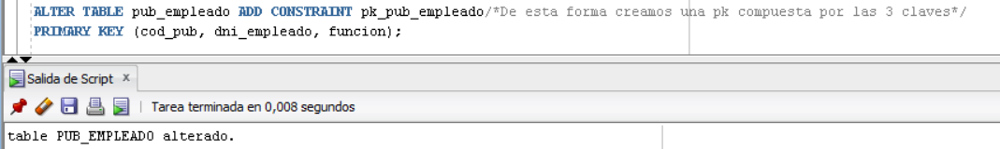 ALTER TABLE pub_empleado ADD CONSTRAINT pk_pub_empleado/*De esta forma creamos una pk compuesta por las 3 claves*/
PRIMARY KEY (cod_pub, dni_empleado, funcion);
Salida de Script x
Tarea terminada en 0,008 segundos
table PUB_EMPLEADO alterado.